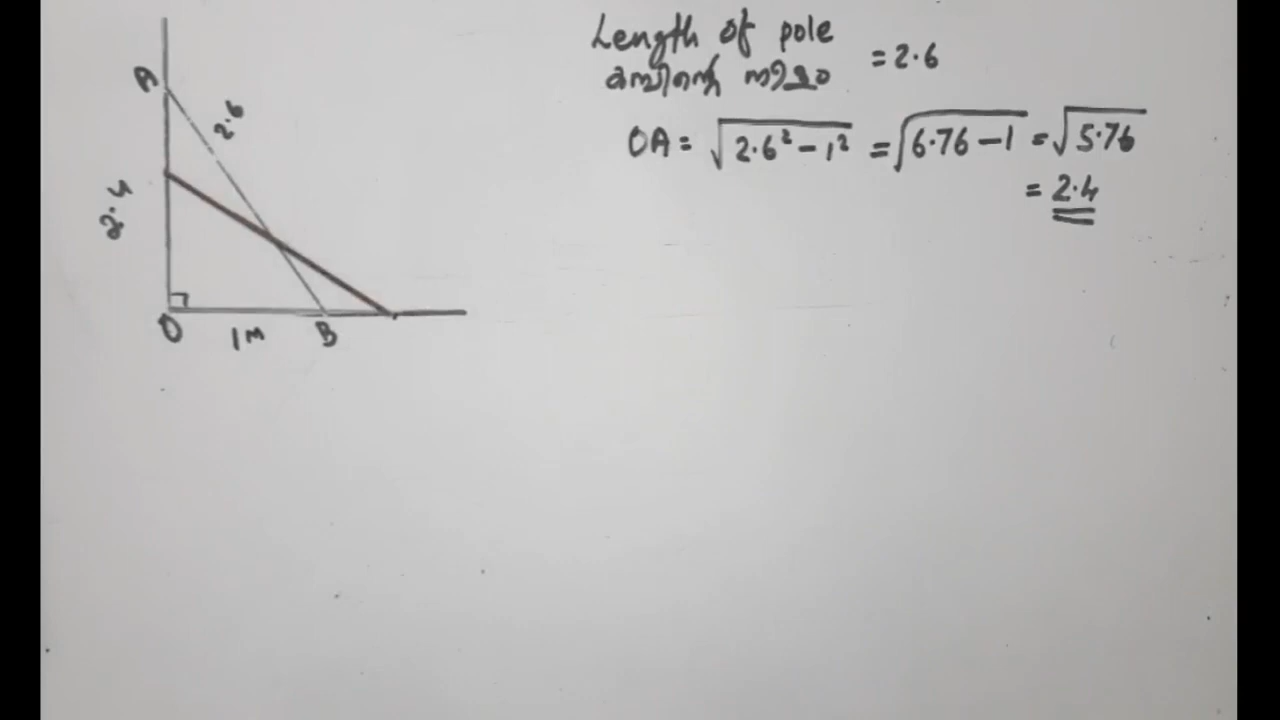 A
2.6
2.4
O
1M
B
Length of pole
കമ്പിന്റെ നീളം = 2.6
OA = √2.6² − 1² = √6.76 − 1 = √5.76
= 2.4